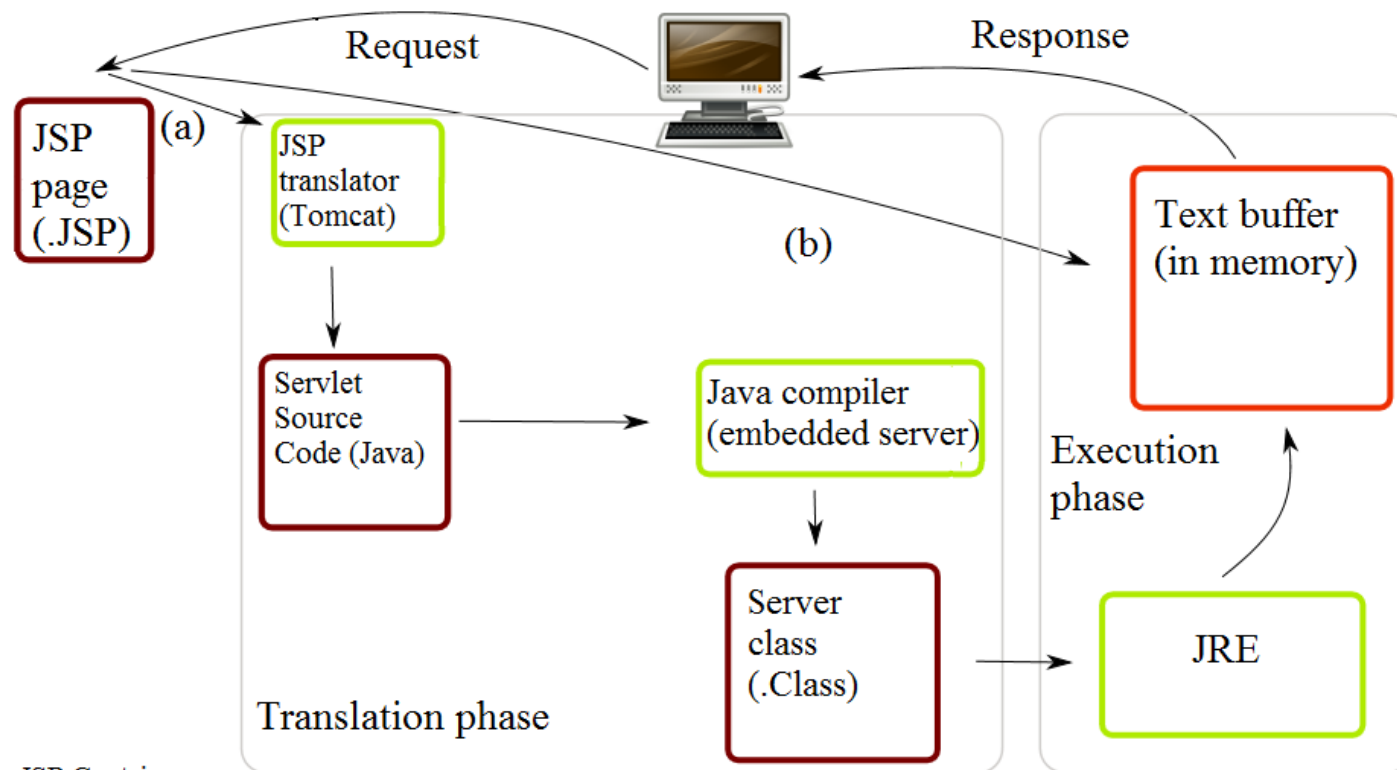 Request
Response
JSP
page
(.JSP)
(a)
JSP
translator
(Tomcat)
(b)
Text buffer
(in memory)
Servlet
Source
Code (Java)
Java compiler
(embedded server)
Execution
phase
Server
class
(.Class)
JRE
Translation phase